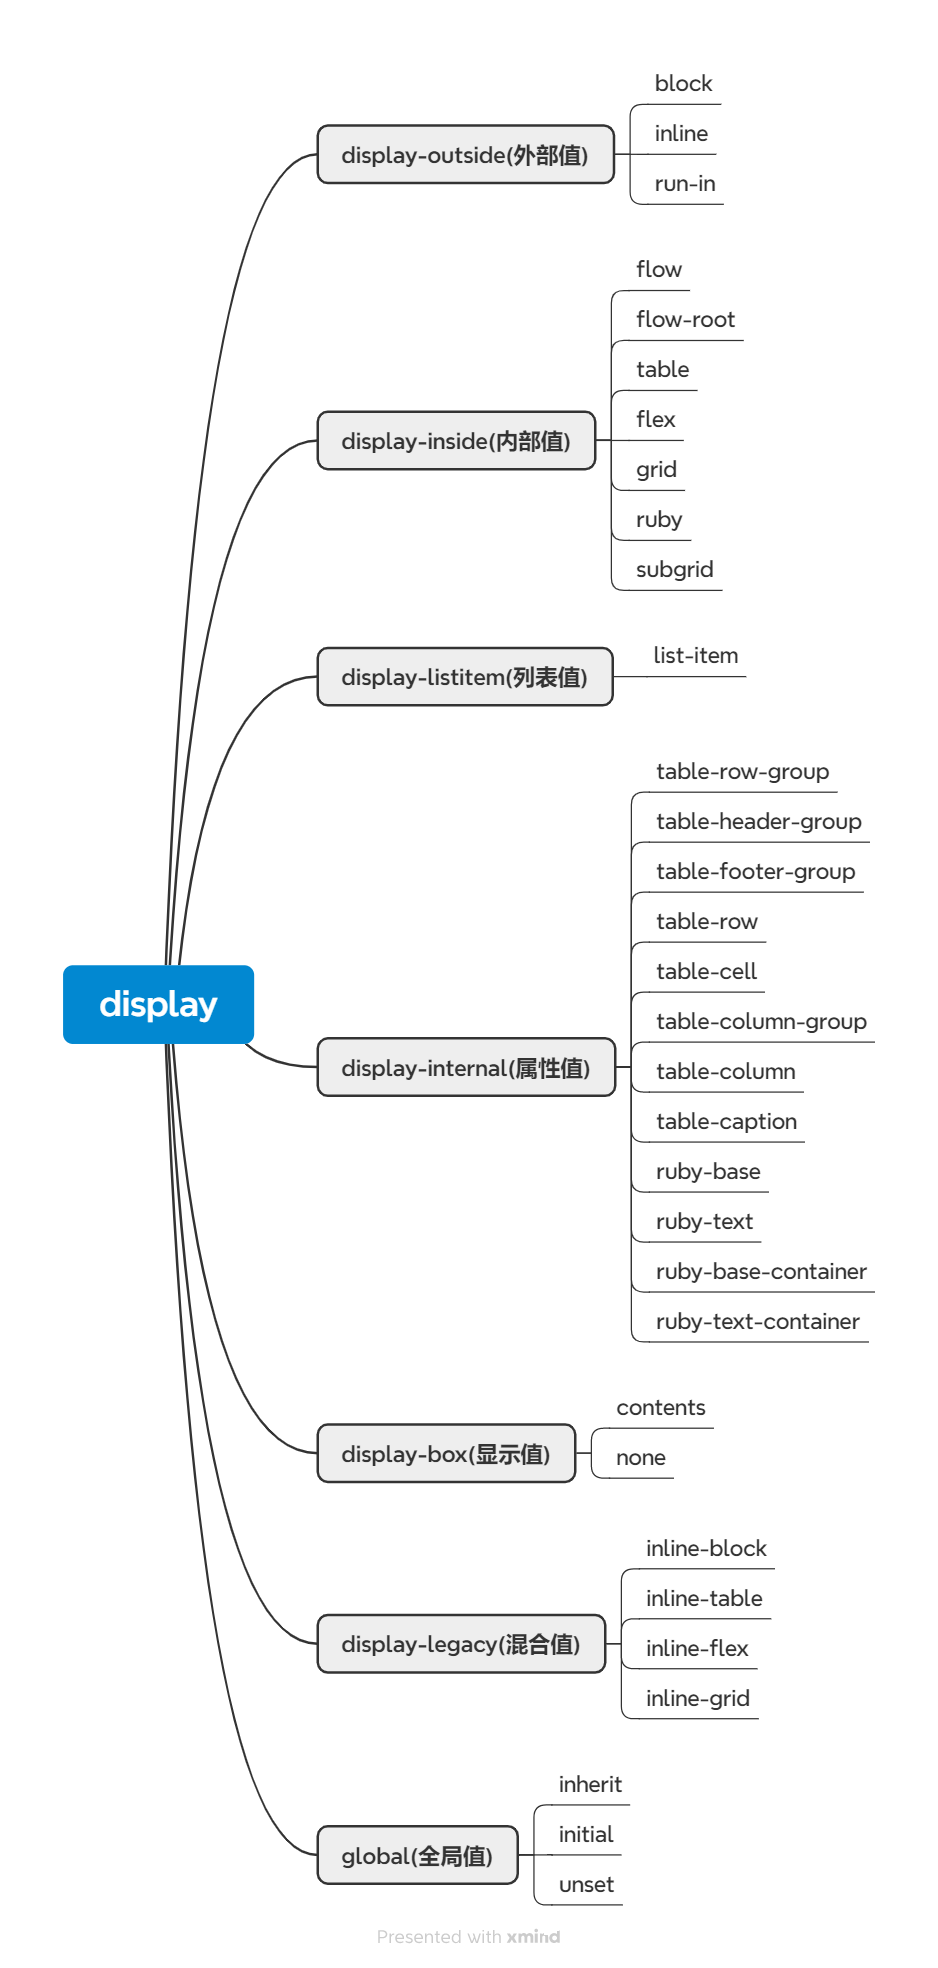 display
display-outside(外部值)
block
inline
run-in
display-inside(内部值)
flow
flow-root
table
flex
grid
ruby
subgrid
display-listitem(列表值)
list-item
display-internal(属性值)
table-row-group
table-header-group
table-footer-group
table-row
table-cell
table-column-group
table-column
table-caption
ruby-base
ruby-text
ruby-base-container
ruby-text-container
display-box(显示值)
contents
none
display-legacy(混合值)
inline-block
inline-table
inline-flex
inline-grid
global(全局值)
inherit
initial
unset
Presented with xmind